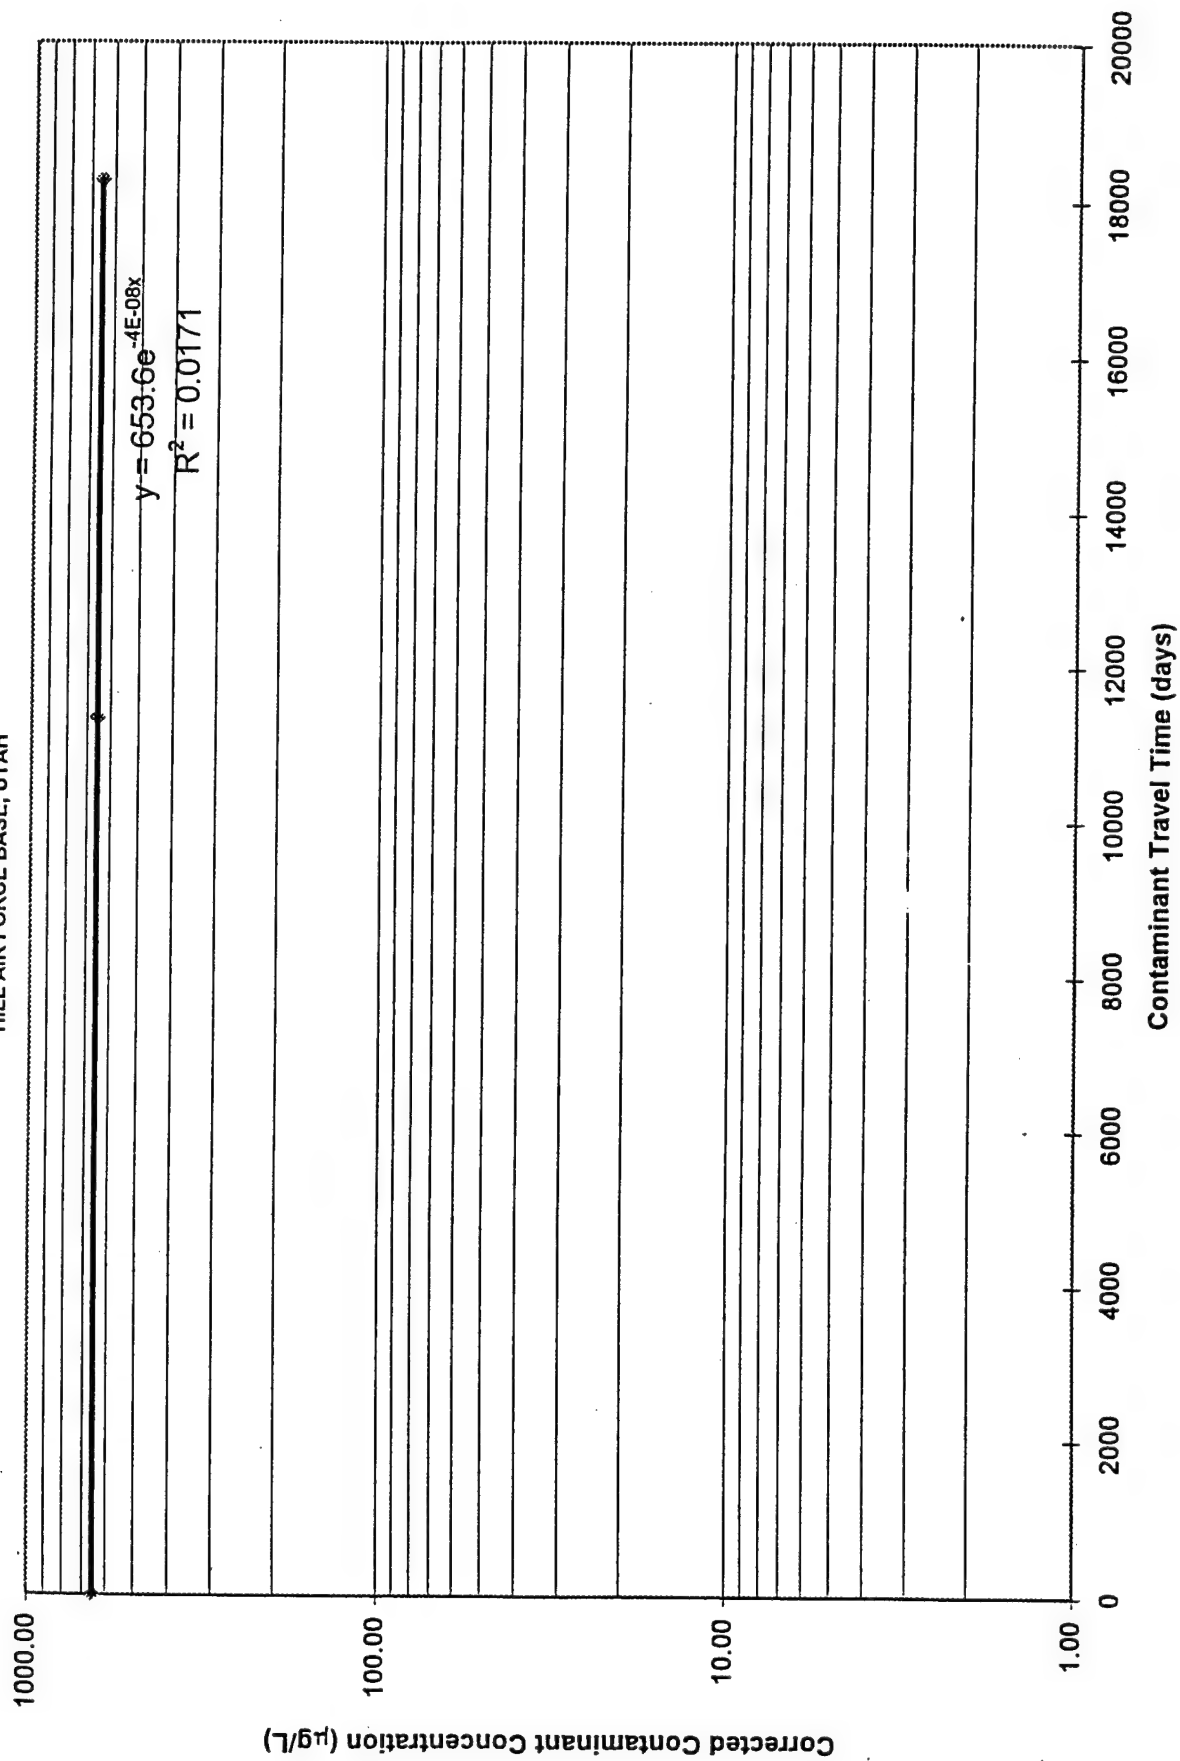 HILL AIR FORCE BASE, UTAH
1000.00
100.00
10.00
1.00
Corrected Contaminant Concentration (µg/L)
y = 653.6e^-4E-08x
R² = 0.0171
0 2000 4000 6000 8000 10000 12000 14000 16000 18000 20000
Contaminant Travel Time (days)